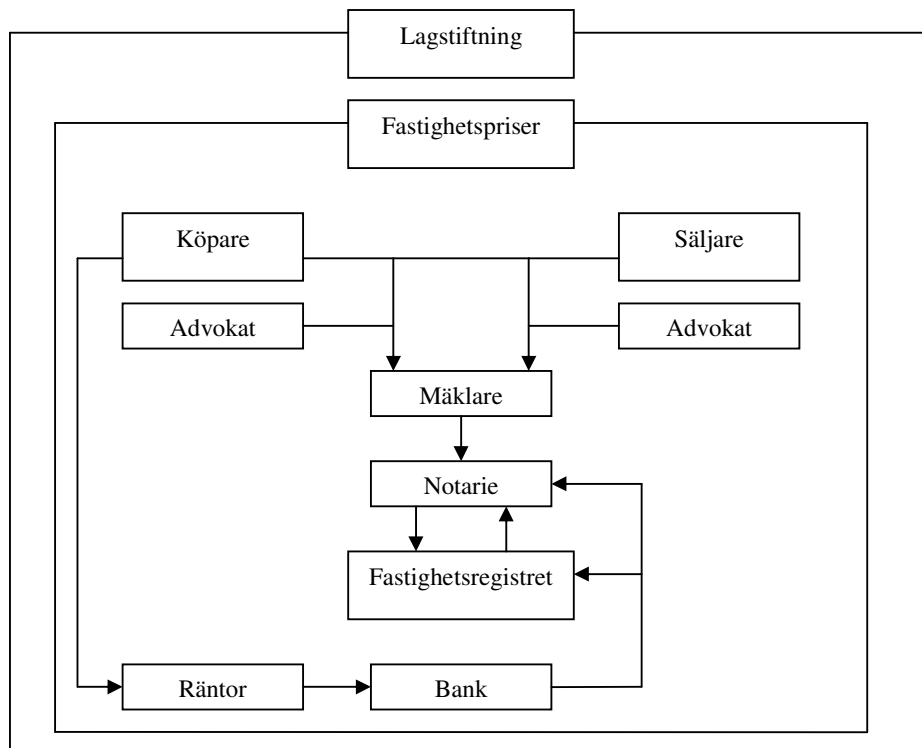 Lagstiftning
Fastighetspriser
Köpare
Säljare
Advokat
Advokat
Mäklare
Notarie
Fastighetsregistret
Räntor
Bank